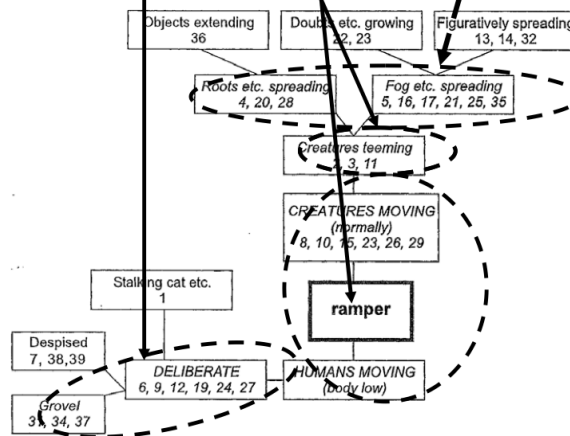 Objects extending
36
Doubts etc. growing
22, 23
Figuratively spreading
13, 14, 32
Roots etc. spreading
4, 20, 28
Fog etc. spreading
5, 16, 17, 21, 25, 35
Creatures teeming
2, 3, 11
CREATURES MOVING
(normally)
8, 10, 15, 23, 26, 29
Stalking cat etc.
1
ramper
Despised
7, 38,39
DELIBERATE
6, 9, 12, 19, 24, 27
HUMANS MOVING
(body low)
Grovel
31, 34, 37